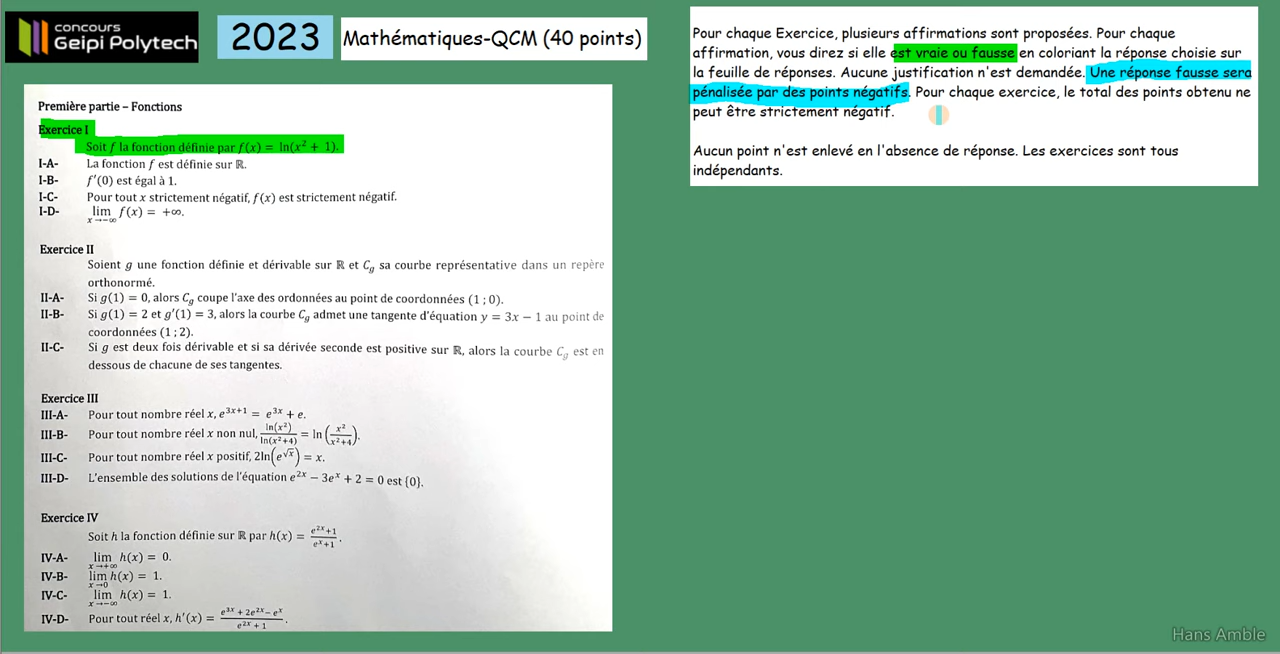 concours
Geipi Polytech
2023
Mathématiques-QCM (40 points)
Pour chaque Exercice, plusieurs affirmations sont proposées. Pour chaque
affirmation, vous direz si elle est vraie ou fausse en coloriant la réponse choisie sur
la feuille de réponses. Aucune justification n'est demandée. Une réponse fausse sera
pénalisée par des points négatifs. Pour chaque exercice, le total des points obtenu ne
peut être strictement négatif.
Aucun point n'est enlevé en l'absence de réponse. Les exercices sont tous
indépendants.
Première partie – Fonctions
Exercice I
Soit f la fonction définie par f(x) = ln(x² + 1).
I-A- La fonction f est définie sur ℝ.
I-B- f'(0) est égal à 1.
I-C- Pour tout x strictement négatif, f(x) est strictement négatif.
I-D- lim x→−∞ f(x) = +∞.
Exercice II
Soient g une fonction définie et dérivable sur ℝ et Cg sa courbe représentative dans un repère
orthonormé.
II-A- Si g(1) = 0, alors Cg coupe l'axe des ordonnées au point de coordonnées (1 ; 0).
II-B- Si g(1) = 2 et g'(1) = 3, alors la courbe Cg admet une tangente d'équation y = 3x − 1 au point de
coordonnées (1 ; 2).
II-C- Si g est deux fois dérivable et si sa dérivée seconde est positive sur ℝ, alors la courbe Cg est en
dessous de chacune de ses tangentes.
Exercice III
III-A- Pour tout nombre réel x, e^(3x+1) = e^(3x) + e.
III-B- Pour tout nombre réel x non nul, ln(x²)/ln(x²+4) = ln(x²/(x²+4)).
III-C- Pour tout nombre réel x positif, 2ln(e^(√x)) = x.
III-D- L'ensemble des solutions de l'équation e^(2x) − 3e^x + 2 = 0 est {0}.
Exercice IV
Soit h la fonction définie sur ℝ par h(x) = (e^(2x)+1)/(e^x+1).
IV-A- lim x→+∞ h(x) = 0.
IV-B- lim x→0 h(x) = 1.
IV-C- lim x→−∞ h(x) = 1.
IV-D- Pour tout réel x, h'(x) = (e^(3x) + 2e^(2x) − e^x)/(e^(2x) + 1).
Hans Amble